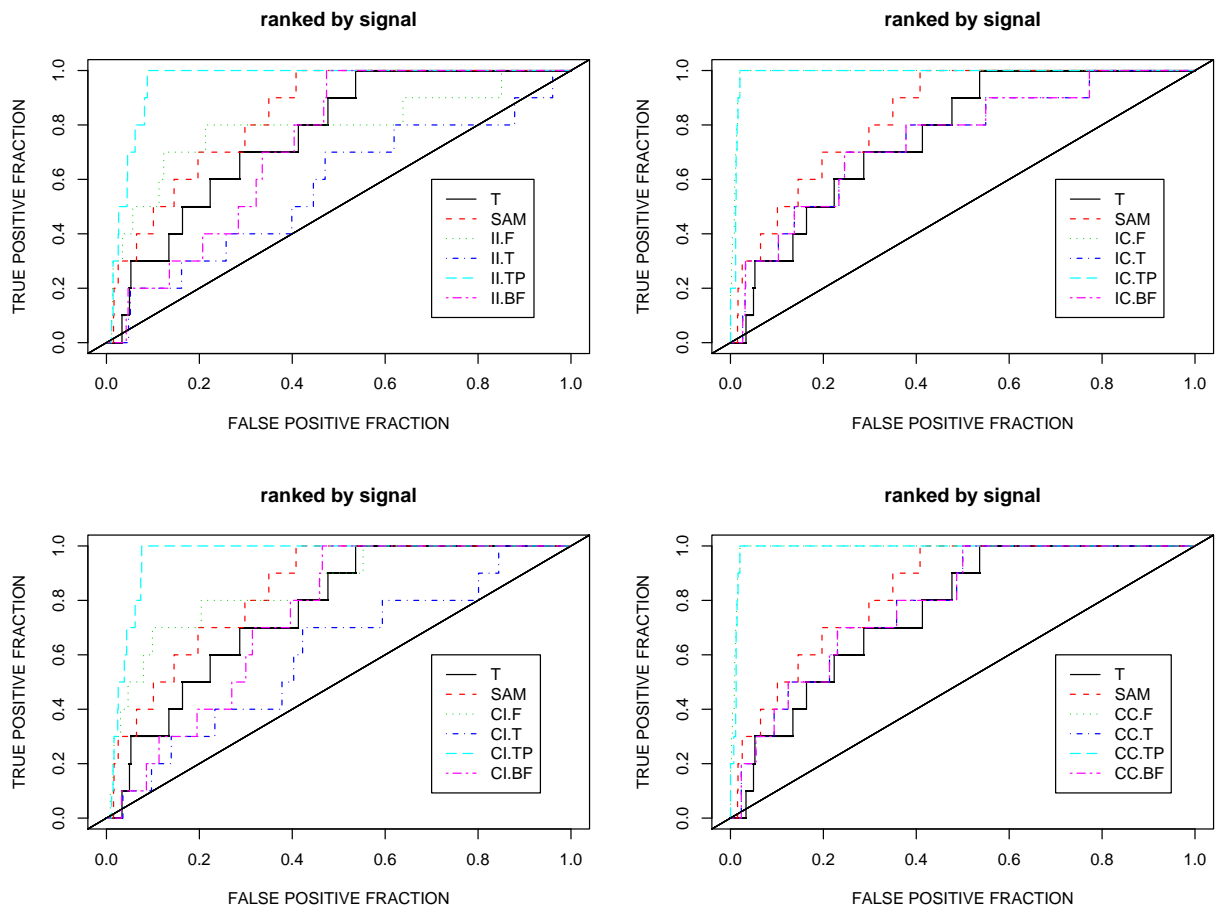 ranked by signal
TRUE POSITIVE FRACTION
1.0
0.8
0.6
0.4
0.2
0.0
T
SAM
II.F
II.T
II.TP
II.BF
0.0 0.2 0.4 0.6 0.8 1.0
FALSE POSITIVE FRACTION
ranked by signal
TRUE POSITIVE FRACTION
1.0
0.8
0.6
0.4
0.2
0.0
T
SAM
IC.F
IC.T
IC.TP
IC.BF
0.0 0.2 0.4 0.6 0.8 1.0
FALSE POSITIVE FRACTION
ranked by signal
TRUE POSITIVE FRACTION
1.0
0.8
0.6
0.4
0.2
0.0
T
SAM
CI.F
CI.T
CI.TP
CI.BF
0.0 0.2 0.4 0.6 0.8 1.0
FALSE POSITIVE FRACTION
ranked by signal
TRUE POSITIVE FRACTION
1.0
0.8
0.6
0.4
0.2
0.0
T
SAM
CC.F
CC.T
CC.TP
CC.BF
0.0 0.2 0.4 0.6 0.8 1.0
FALSE POSITIVE FRACTION